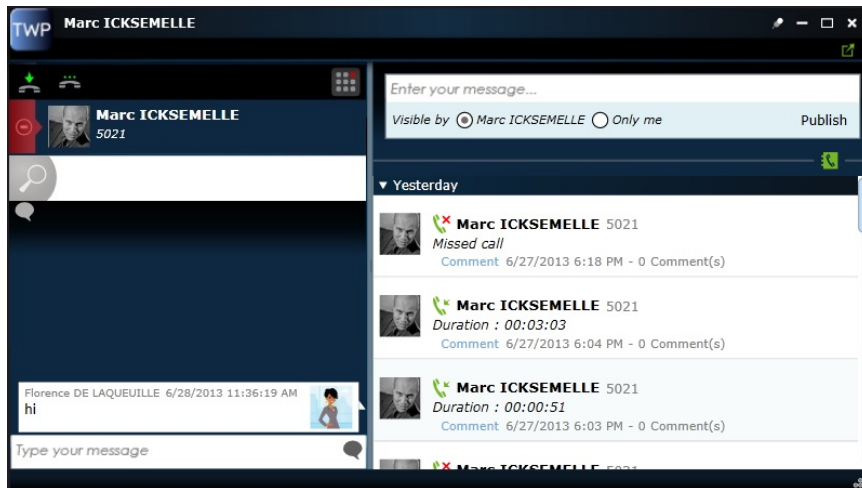 TWP Marc ICKSEMELLE
Marc ICKSEMELLE
5021
Florence DE LAQUEUILLE 6/28/2013 11:36:19 AM
hi
Type your message
Enter your message...
Visible by Marc ICKSEMELLE Only me Publish
Yesterday
Marc ICKSEMELLE 5021
Missed call
Comment 6/27/2013 6:18 PM - 0 Comment(s)
Marc ICKSEMELLE 5021
Duration : 00:03:03
Comment 6/27/2013 6:04 PM - 0 Comment(s)
Marc ICKSEMELLE 5021
Duration : 00:00:51
Comment 6/27/2013 6:03 PM - 0 Comment(s)
Marc ICKSEMELLE 5021